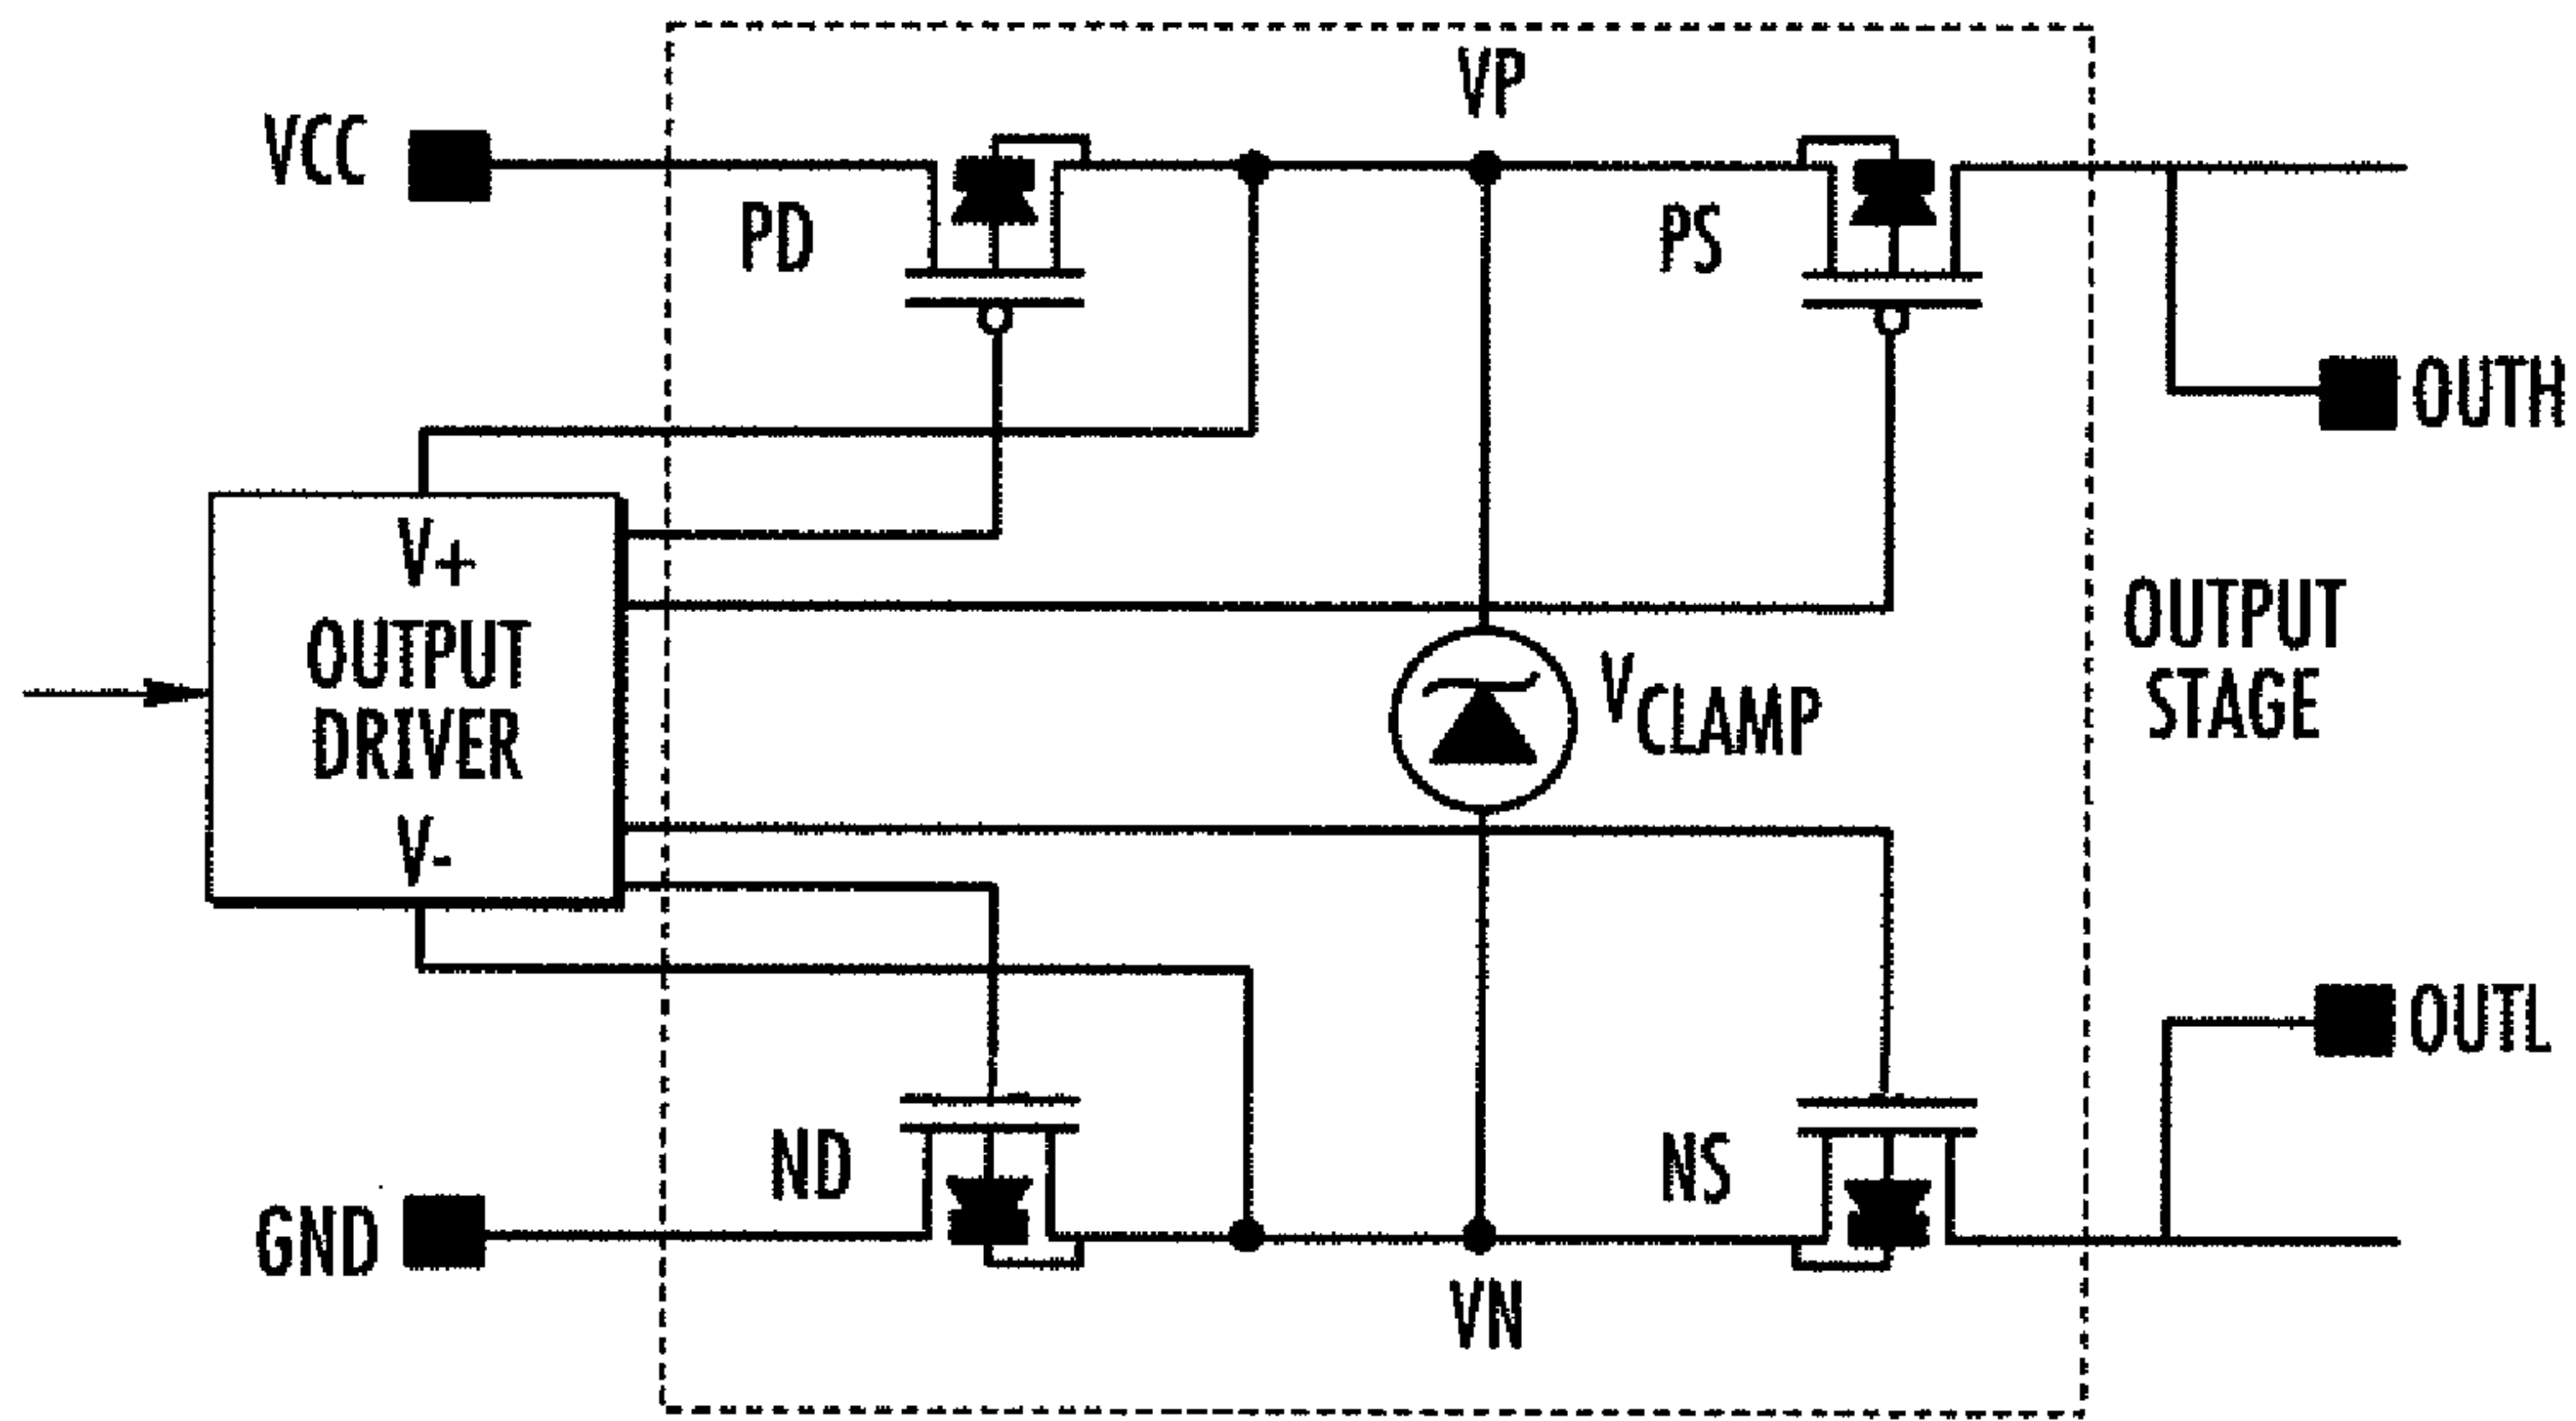 VP
VCC
PD
PS
OUTH
V+
OUTPUT
DRIVER
V-
VCLAMP
OUTPUT
STAGE
OUTL
ND
NS
GND
VN